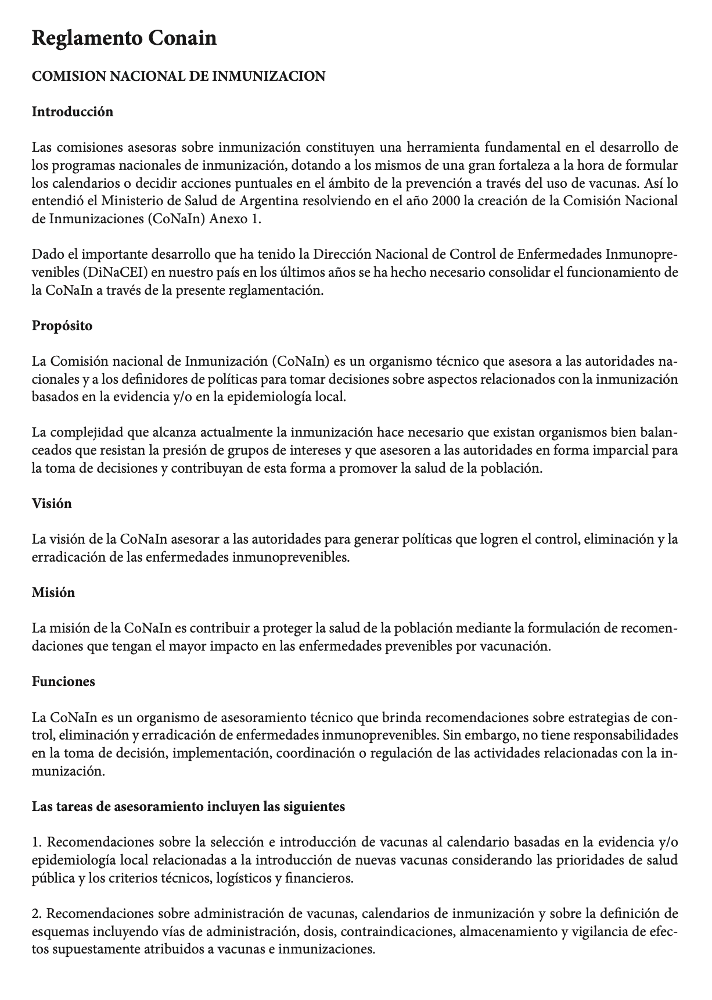 Reglamento Conain
COMISION NACIONAL DE INMUNIZACION
Introducción
Las comisiones asesoras sobre inmunización constituyen una herramienta fundamental en el desarrollo de
los programas nacionales de inmunización, dotando a los mismos de una gran fortaleza a la hora de formular
los calendarios o decidir acciones puntuales en el ámbito de la prevención a través del uso de vacunas. Así lo
entendió el Ministerio de Salud de Argentina resolviendo en el año 2000 la creación de la Comisión Nacional
de Inmunizaciones (CoNaIn) Anexo 1.
Dado el importante desarrollo que ha tenido la Dirección Nacional de Control de Enfermedades Inmunopre-
venibles (DiNaCEI) en nuestro país en los últimos años se ha hecho necesario consolidar el funcionamiento de
la CoNaIn a través de la presente reglamentación.
Propósito
La Comisión nacional de Inmunización (CoNaIn) es un organismo técnico que asesora a las autoridades na-
cionales y a los definidores de políticas para tomar decisiones sobre aspectos relacionados con la inmunización
basados en la evidencia y/o en la epidemiología local.
La complejidad que alcanza actualmente la inmunización hace necesario que existan organismos bien balan-
ceados que resistan la presión de grupos de intereses y que asesoren a las autoridades en forma imparcial para
la toma de decisiones y contribuyan de esta forma a promover la salud de la población.
Visión
La visión de la CoNaIn asesorar a las autoridades para generar políticas que logren el control, eliminación y la
erradicación de las enfermedades inmunoprevenibles.
Misión
La misión de la CoNaIn es contribuir a proteger la salud de la población mediante la formulación de recomen-
daciones que tengan el mayor impacto en las enfermedades prevenibles por vacunación.
Funciones
La CoNaIn es un organismo de asesoramiento técnico que brinda recomendaciones sobre estrategias de con-
trol, eliminación y erradicación de enfermedades inmunoprevenibles. Sin embargo, no tiene responsabilidades
en la toma de decisión, implementación, coordinación o regulación de las actividades relacionadas con la in-
munización.
Las tareas de asesoramiento incluyen las siguientes
1. Recomendaciones sobre la selección e introducción de vacunas al calendario basadas en la evidencia y/o
epidemiología local relacionadas a la introducción de nuevas vacunas considerando las prioridades de salud
pública y los criterios técnicos, logísticos y financieros.
2. Recomendaciones sobre administración de vacunas, calendarios de inmunización y sobre la definición de
esquemas incluyendo vías de administración, dosis, contraindicaciones, almacenamiento y vigilancia de efec-
tos supuestamente atribuidos a vacunas e inmunizaciones.